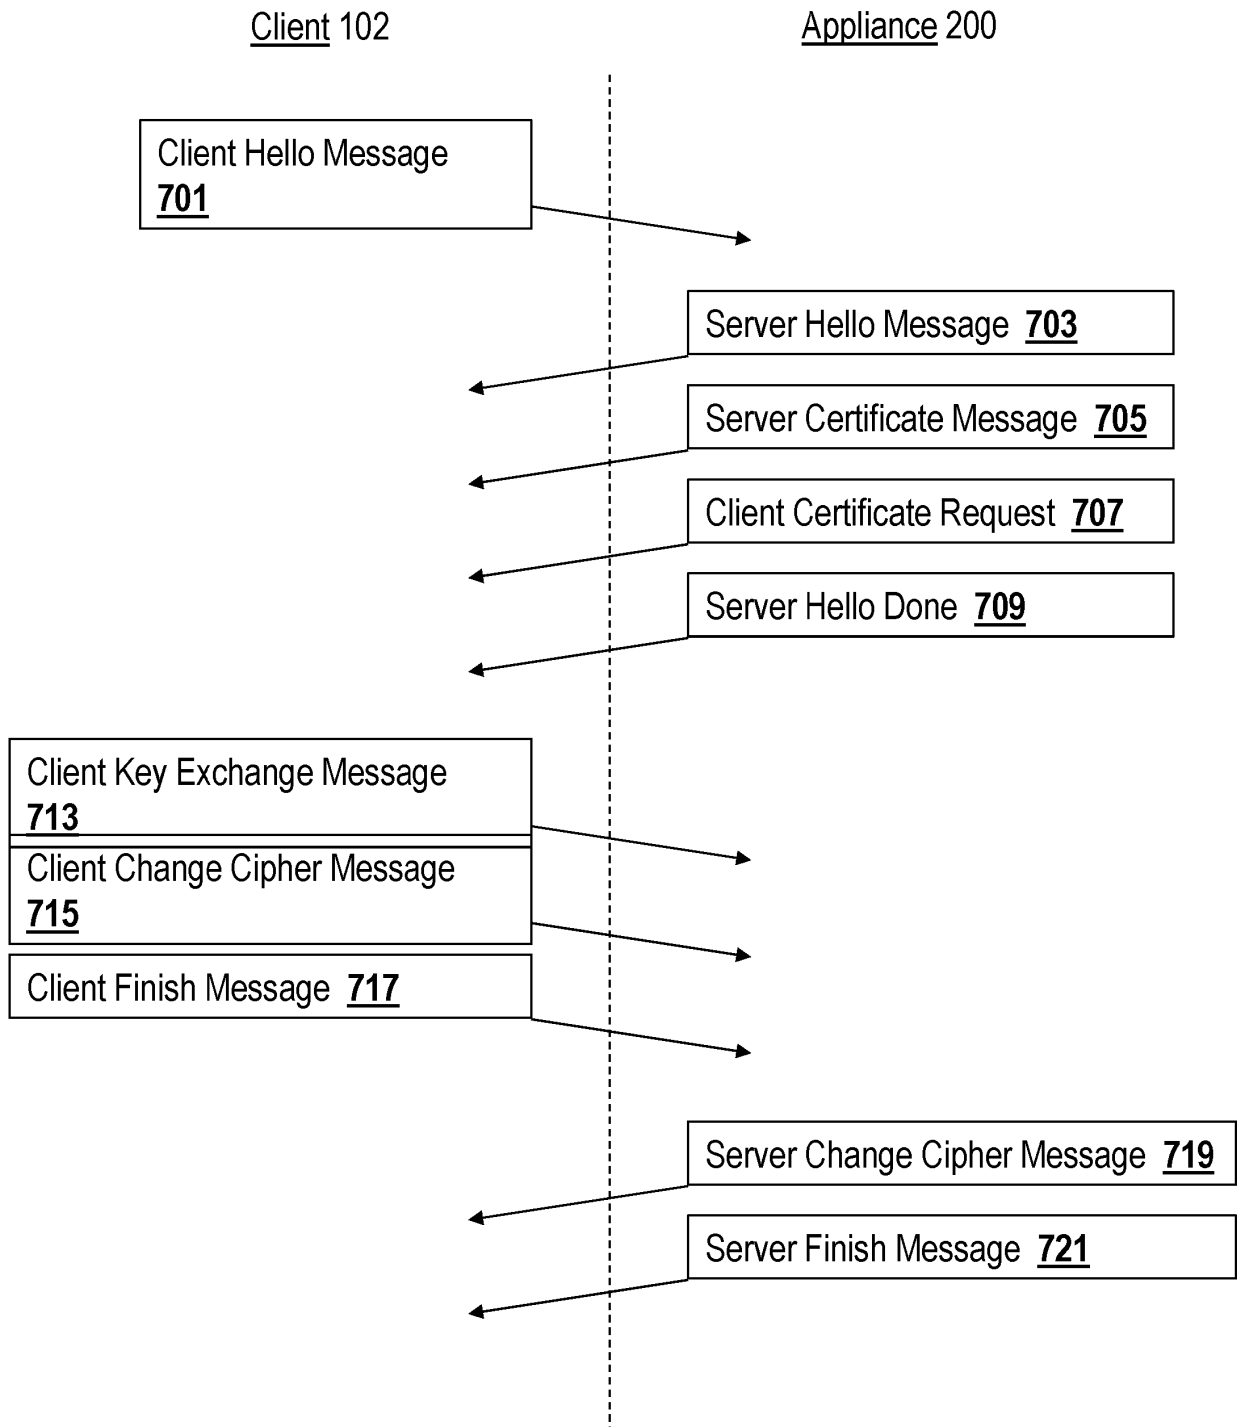 Client 102
Appliance 200
Client Hello Message
701
Server Hello Message 703
Server Certificate Message 705
Client Certificate Request 707
Server Hello Done 709
Client Key Exchange Message
713
Client Change Cipher Message
715
Client Finish Message 717
Server Change Cipher Message 719
Server Finish Message 721